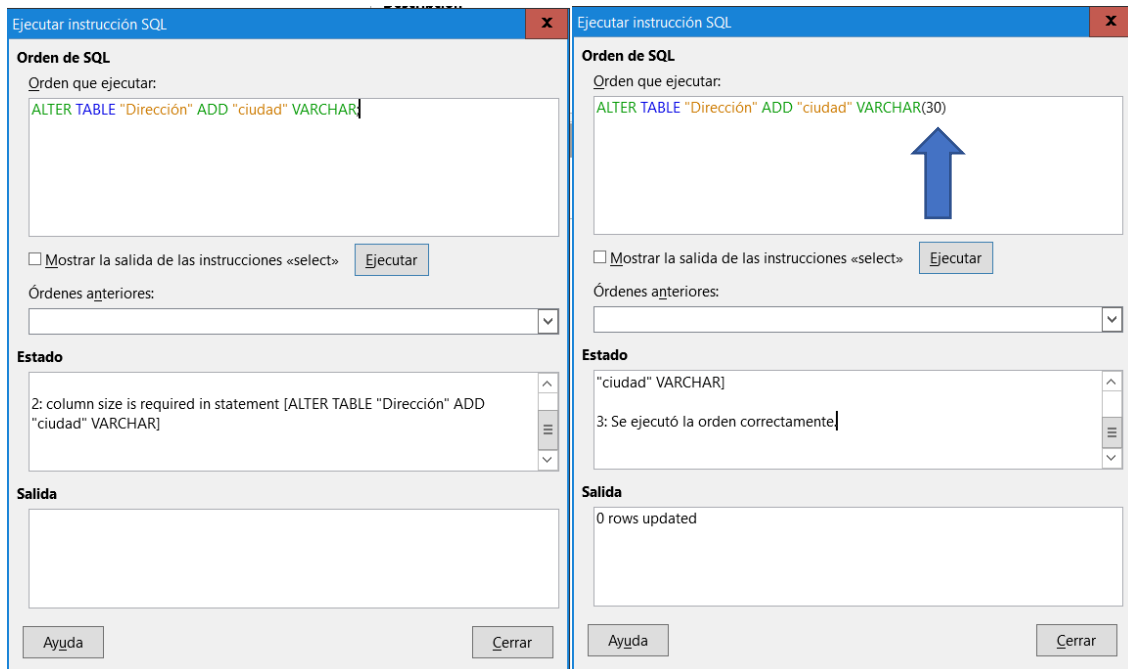 Descripción
Ejecutar instrucción SQL
x
Orden de SQL
Orden que ejecutar:
ALTER TABLE "Dirección" ADD "ciudad" VARCHAR;
Mostrar la salida de las instrucciones «select»
Ejecutar
Órdenes anteriores:
Estado
2: column size is required in statement [ALTER TABLE "Dirección" ADD
"ciudad" VARCHAR]
Salida
Ayuda
Cerrar
Ejecutar instrucción SQL
x
Orden de SQL
Orden que ejecutar:
ALTER TABLE "Dirección" ADD "ciudad" VARCHAR(30)
Mostrar la salida de las instrucciones «select»
Ejecutar
Órdenes anteriores:
Estado
"ciudad" VARCHAR]
3: Se ejecutó la orden correctamente.
Salida
0 rows updated
Ayuda
Cerrar